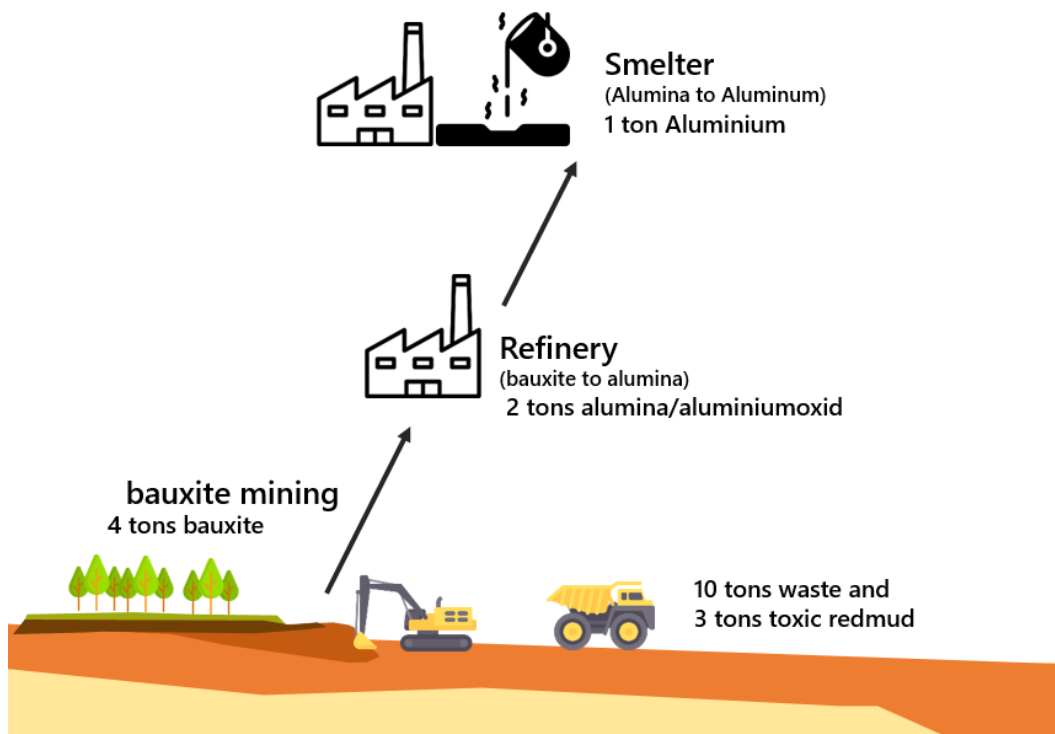 Smelter
(Alumina to Aluminum)
1 ton Aluminium
Refinery
(bauxite to alumina)
2 tons alumina/aluminiumoxid
bauxite mining
4 tons bauxite
10 tons waste and
3 tons toxic redmud